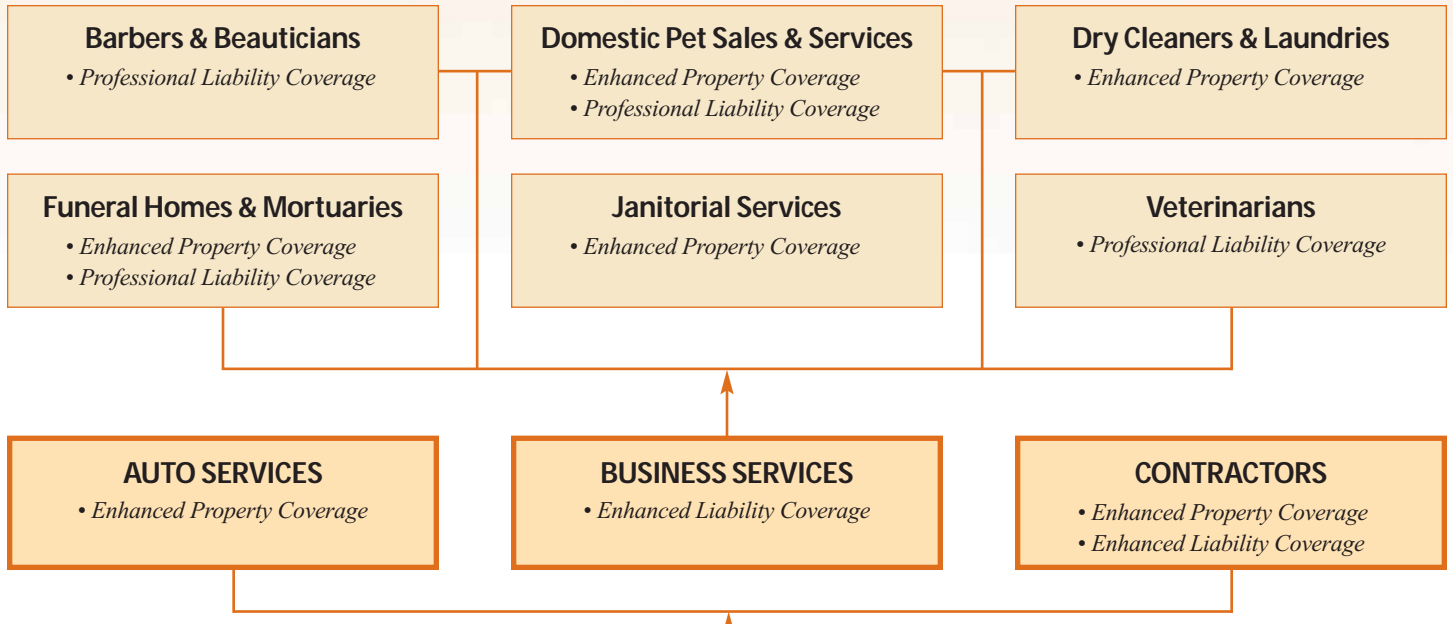 Barbers & Beauticians
• Professional Liability Coverage
Domestic Pet Sales & Services
• Enhanced Property Coverage
• Professional Liability Coverage
Dry Cleaners & Laundries
• Enhanced Property Coverage
Funeral Homes & Mortuaries
• Enhanced Property Coverage
• Professional Liability Coverage
Janitorial Services
• Enhanced Property Coverage
Veterinarians
• Professional Liability Coverage
AUTO SERVICES
• Enhanced Property Coverage
BUSINESS SERVICES
• Enhanced Liability Coverage
CONTRACTORS
• Enhanced Property Coverage
• Enhanced Liability Coverage